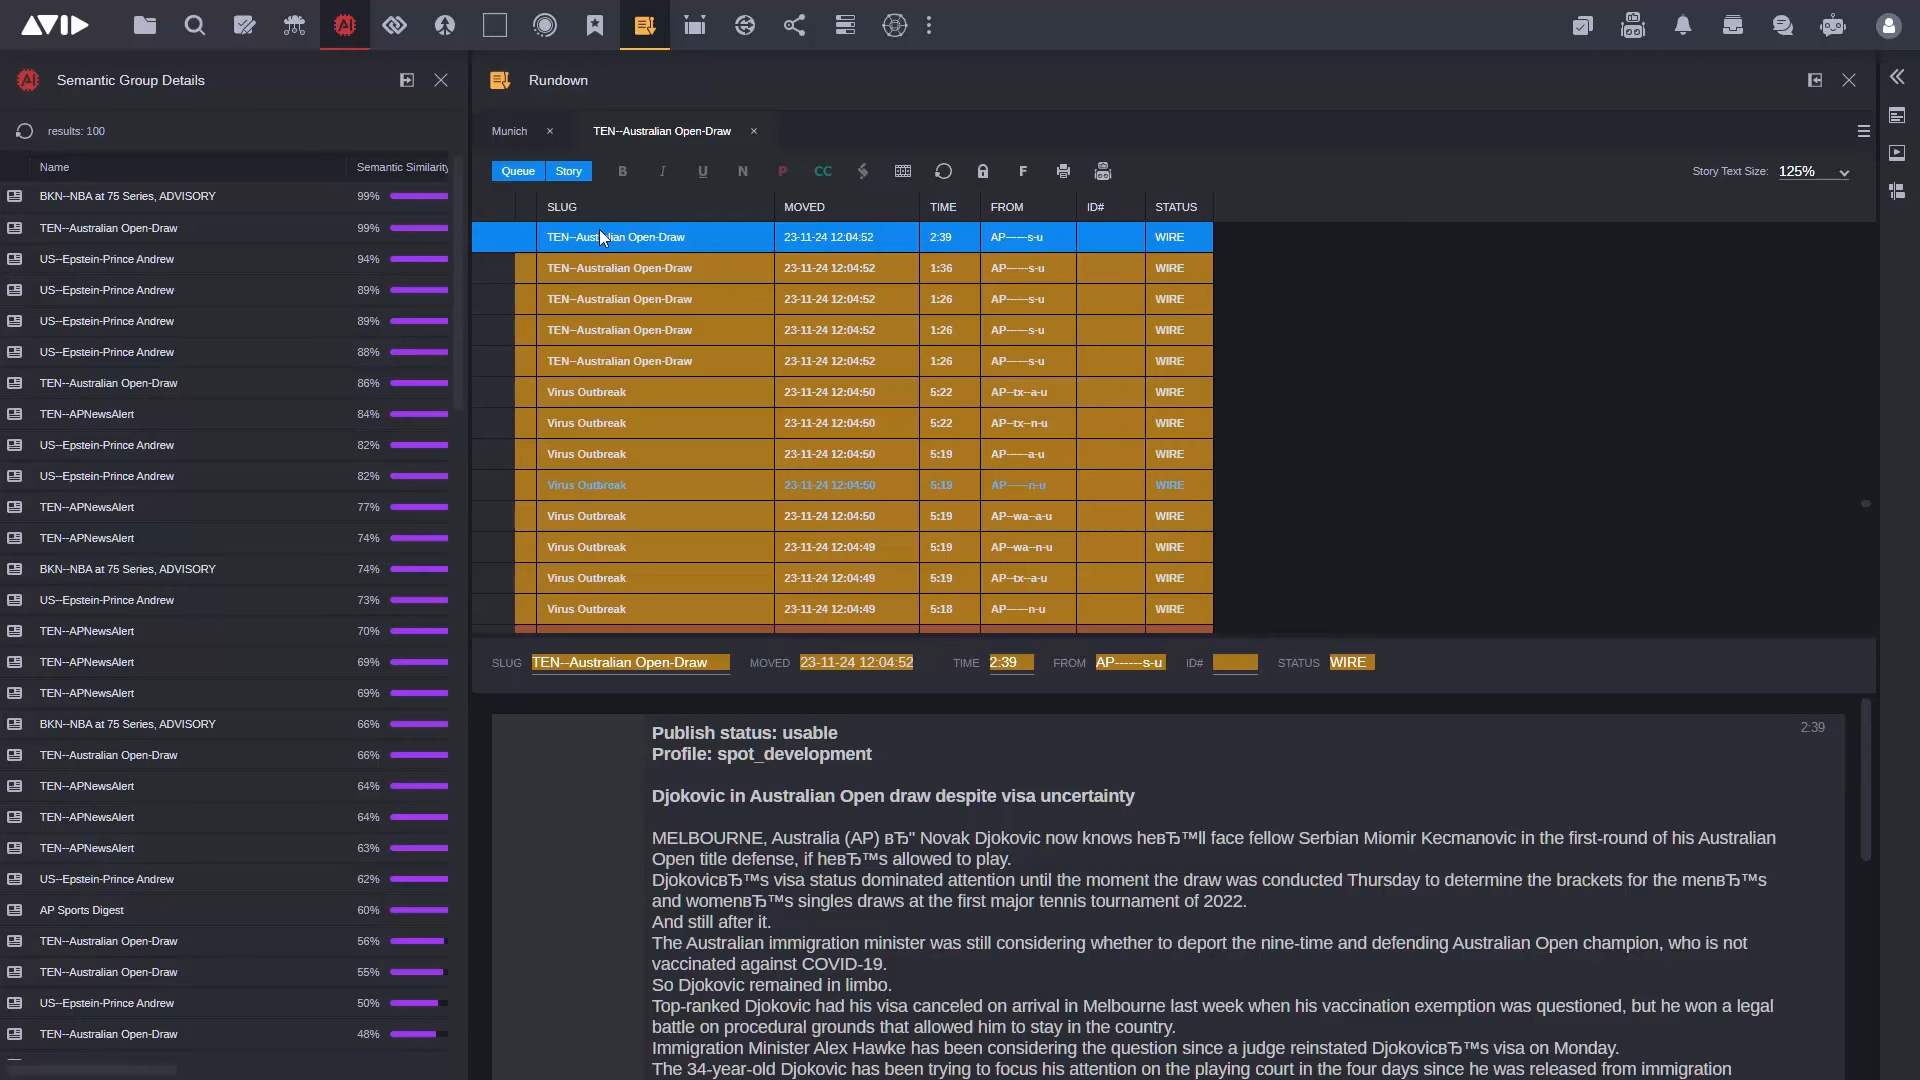 AVID
AI
AI Semantic Group Details
results: 100
Name Semantic Similarity
BKN--NBA at 75 Series, ADVISORY 99%
TEN--Australian Open-Draw 99%
US--Epstein-Prince Andrew 94%
US--Epstein-Prince Andrew 89%
US--Epstein-Prince Andrew 89%
US--Epstein-Prince Andrew 88%
TEN--Australian Open-Draw 86%
TEN--APNewsAlert 84%
US--Epstein-Prince Andrew 82%
US--Epstein-Prince Andrew 82%
TEN--APNewsAlert 77%
TEN--APNewsAlert 74%
BKN--NBA at 75 Series, ADVISORY 74%
US--Epstein-Prince Andrew 73%
TEN--APNewsAlert 70%
TEN--APNewsAlert 69%
TEN--APNewsAlert 69%
BKN--NBA at 75 Series, ADVISORY 66%
TEN--Australian Open-Draw 66%
TEN--APNewsAlert 64%
TEN--APNewsAlert 64%
TEN--APNewsAlert 63%
US--Epstein-Prince Andrew 62%
AP Sports Digest 60%
TEN--Australian Open-Draw 56%
TEN--Australian Open-Draw 55%
US--Epstein-Prince Andrew 50%
TEN--Australian Open-Draw 48%
Rundown
Munich × TEN--Australian Open-Draw ×
Queue Story B I U N P CC F Story Text Size: 125%
SLUG MOVED TIME FROM ID# STATUS
TEN--Australian Open-Draw 23-11-24 12:04:52 2:39 AP------s-u WIRE
TEN--Australian Open-Draw 23-11-24 12:04:52 1:36 AP------s-u WIRE
TEN--Australian Open-Draw 23-11-24 12:04:52 1:26 AP------s-u WIRE
TEN--Australian Open-Draw 23-11-24 12:04:52 1:26 AP------s-u WIRE
TEN--Australian Open-Draw 23-11-24 12:04:52 1:26 AP------s-u WIRE
Virus Outbreak 23-11-24 12:04:50 5:22 AP--tx--a-u WIRE
Virus Outbreak 23-11-24 12:04:50 5:22 AP--tx--n-u WIRE
Virus Outbreak 23-11-24 12:04:50 5:19 AP------a-u WIRE
Virus Outbreak 23-11-24 12:04:50 5:19 AP------n-u WIRE
Virus Outbreak 23-11-24 12:04:50 5:19 AP--wa--a-u WIRE
Virus Outbreak 23-11-24 12:04:49 5:19 AP--wa--n-u WIRE
Virus Outbreak 23-11-24 12:04:49 5:19 AP--tx--a-u WIRE
Virus Outbreak 23-11-24 12:04:49 5:18 AP------n-u WIRE
SLUG TEN--Australian Open-Draw MOVED 23-11-24 12:04:52 TIME 2:39 FROM AP------s-u ID# STATUS WIRE
2:39
Publish status: usable
Profile: spot_development
Djokovic in Australian Open draw despite visa uncertainty
MELBOURNE, Australia (AP) вЂ" Novak Djokovic now knows heвЂ™ll face fellow Serbian Miomir Kecmanovic in the first-round of his Australian
Open title defense, if heвЂ™s allowed to play.
DjokovicвЂ™s visa status dominated attention until the moment the draw was conducted Thursday to determine the brackets for the menвЂ™s
and womenвЂ™s singles draws at the first major tennis tournament of 2022.
And still after it.
The Australian immigration minister was still considering whether to deport the nine-time and defending Australian Open champion, who is not
vaccinated against COVID-19.
So Djokovic remained in limbo.
Top-ranked Djokovic had his visa canceled on arrival in Melbourne last week when his vaccination exemption was questioned, but he won a legal
battle on procedural grounds that allowed him to stay in the country.
Immigration Minister Alex Hawke has been considering the question since a judge reinstated DjokovicвЂ™s visa on Monday.
The 34-year-old Djokovic has been trying to focus his attention on the playing court in the four days since he was released from immigration